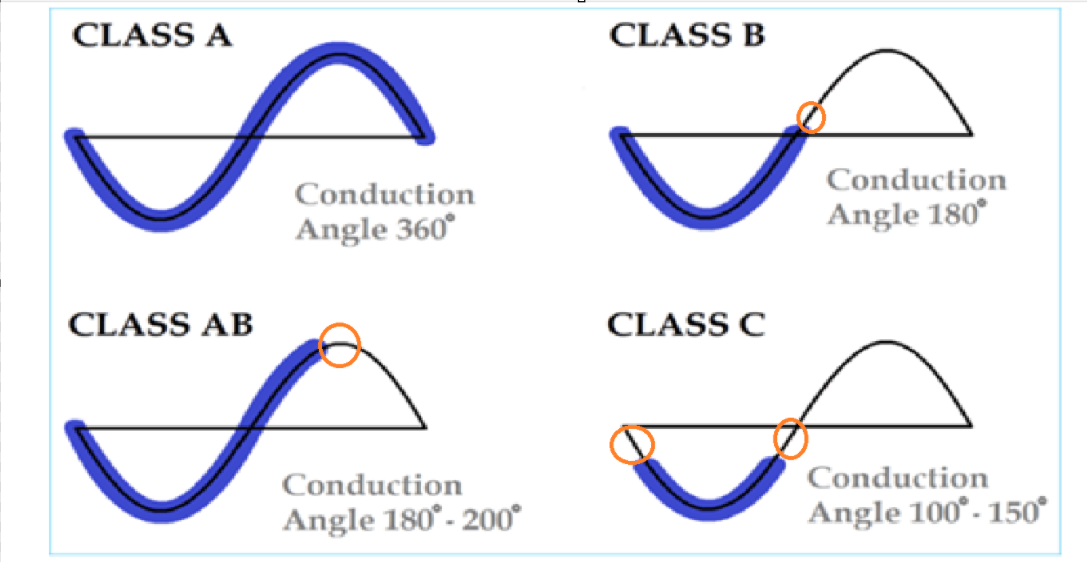 CLASS A
Conduction
Angle 360°
CLASS B
Conduction
Angle 180°
CLASS AB
Conduction
Angle 180° - 200°
CLASS C
Conduction
Angle 100° - 150°